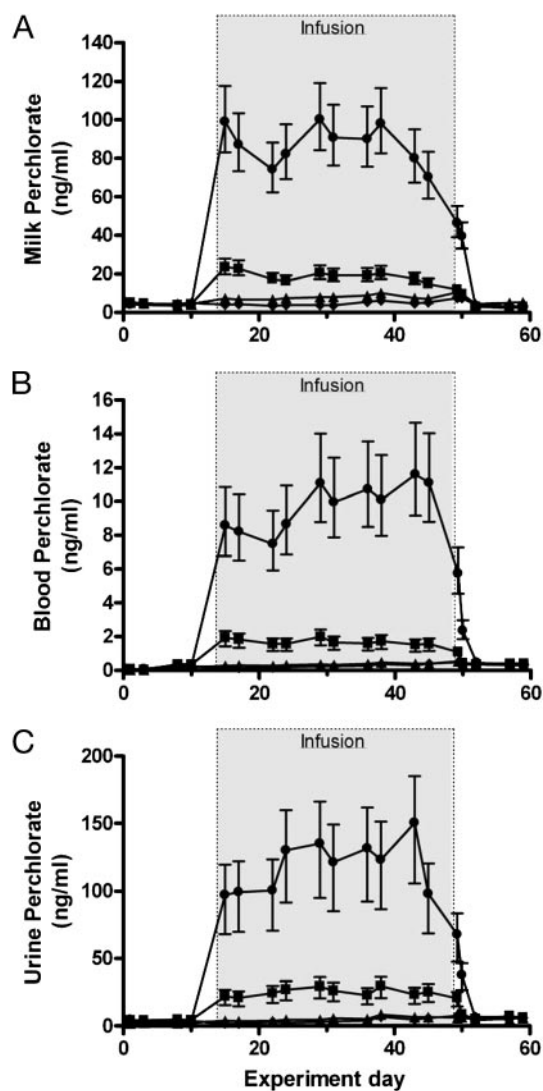 A
Infusion
140
120
100
80
60
40
20
0
0
20
40
60
Milk Perchlorate
(ng/ml)
B
Infusion
16
14
12
10
8
6
4
2
0
0
20
40
60
Blood Perchlorate
(ng/ml)
C
Infusion
200
150
100
50
0
0
20
40
60
Urine Perchlorate
(ng/ml)
Experiment day